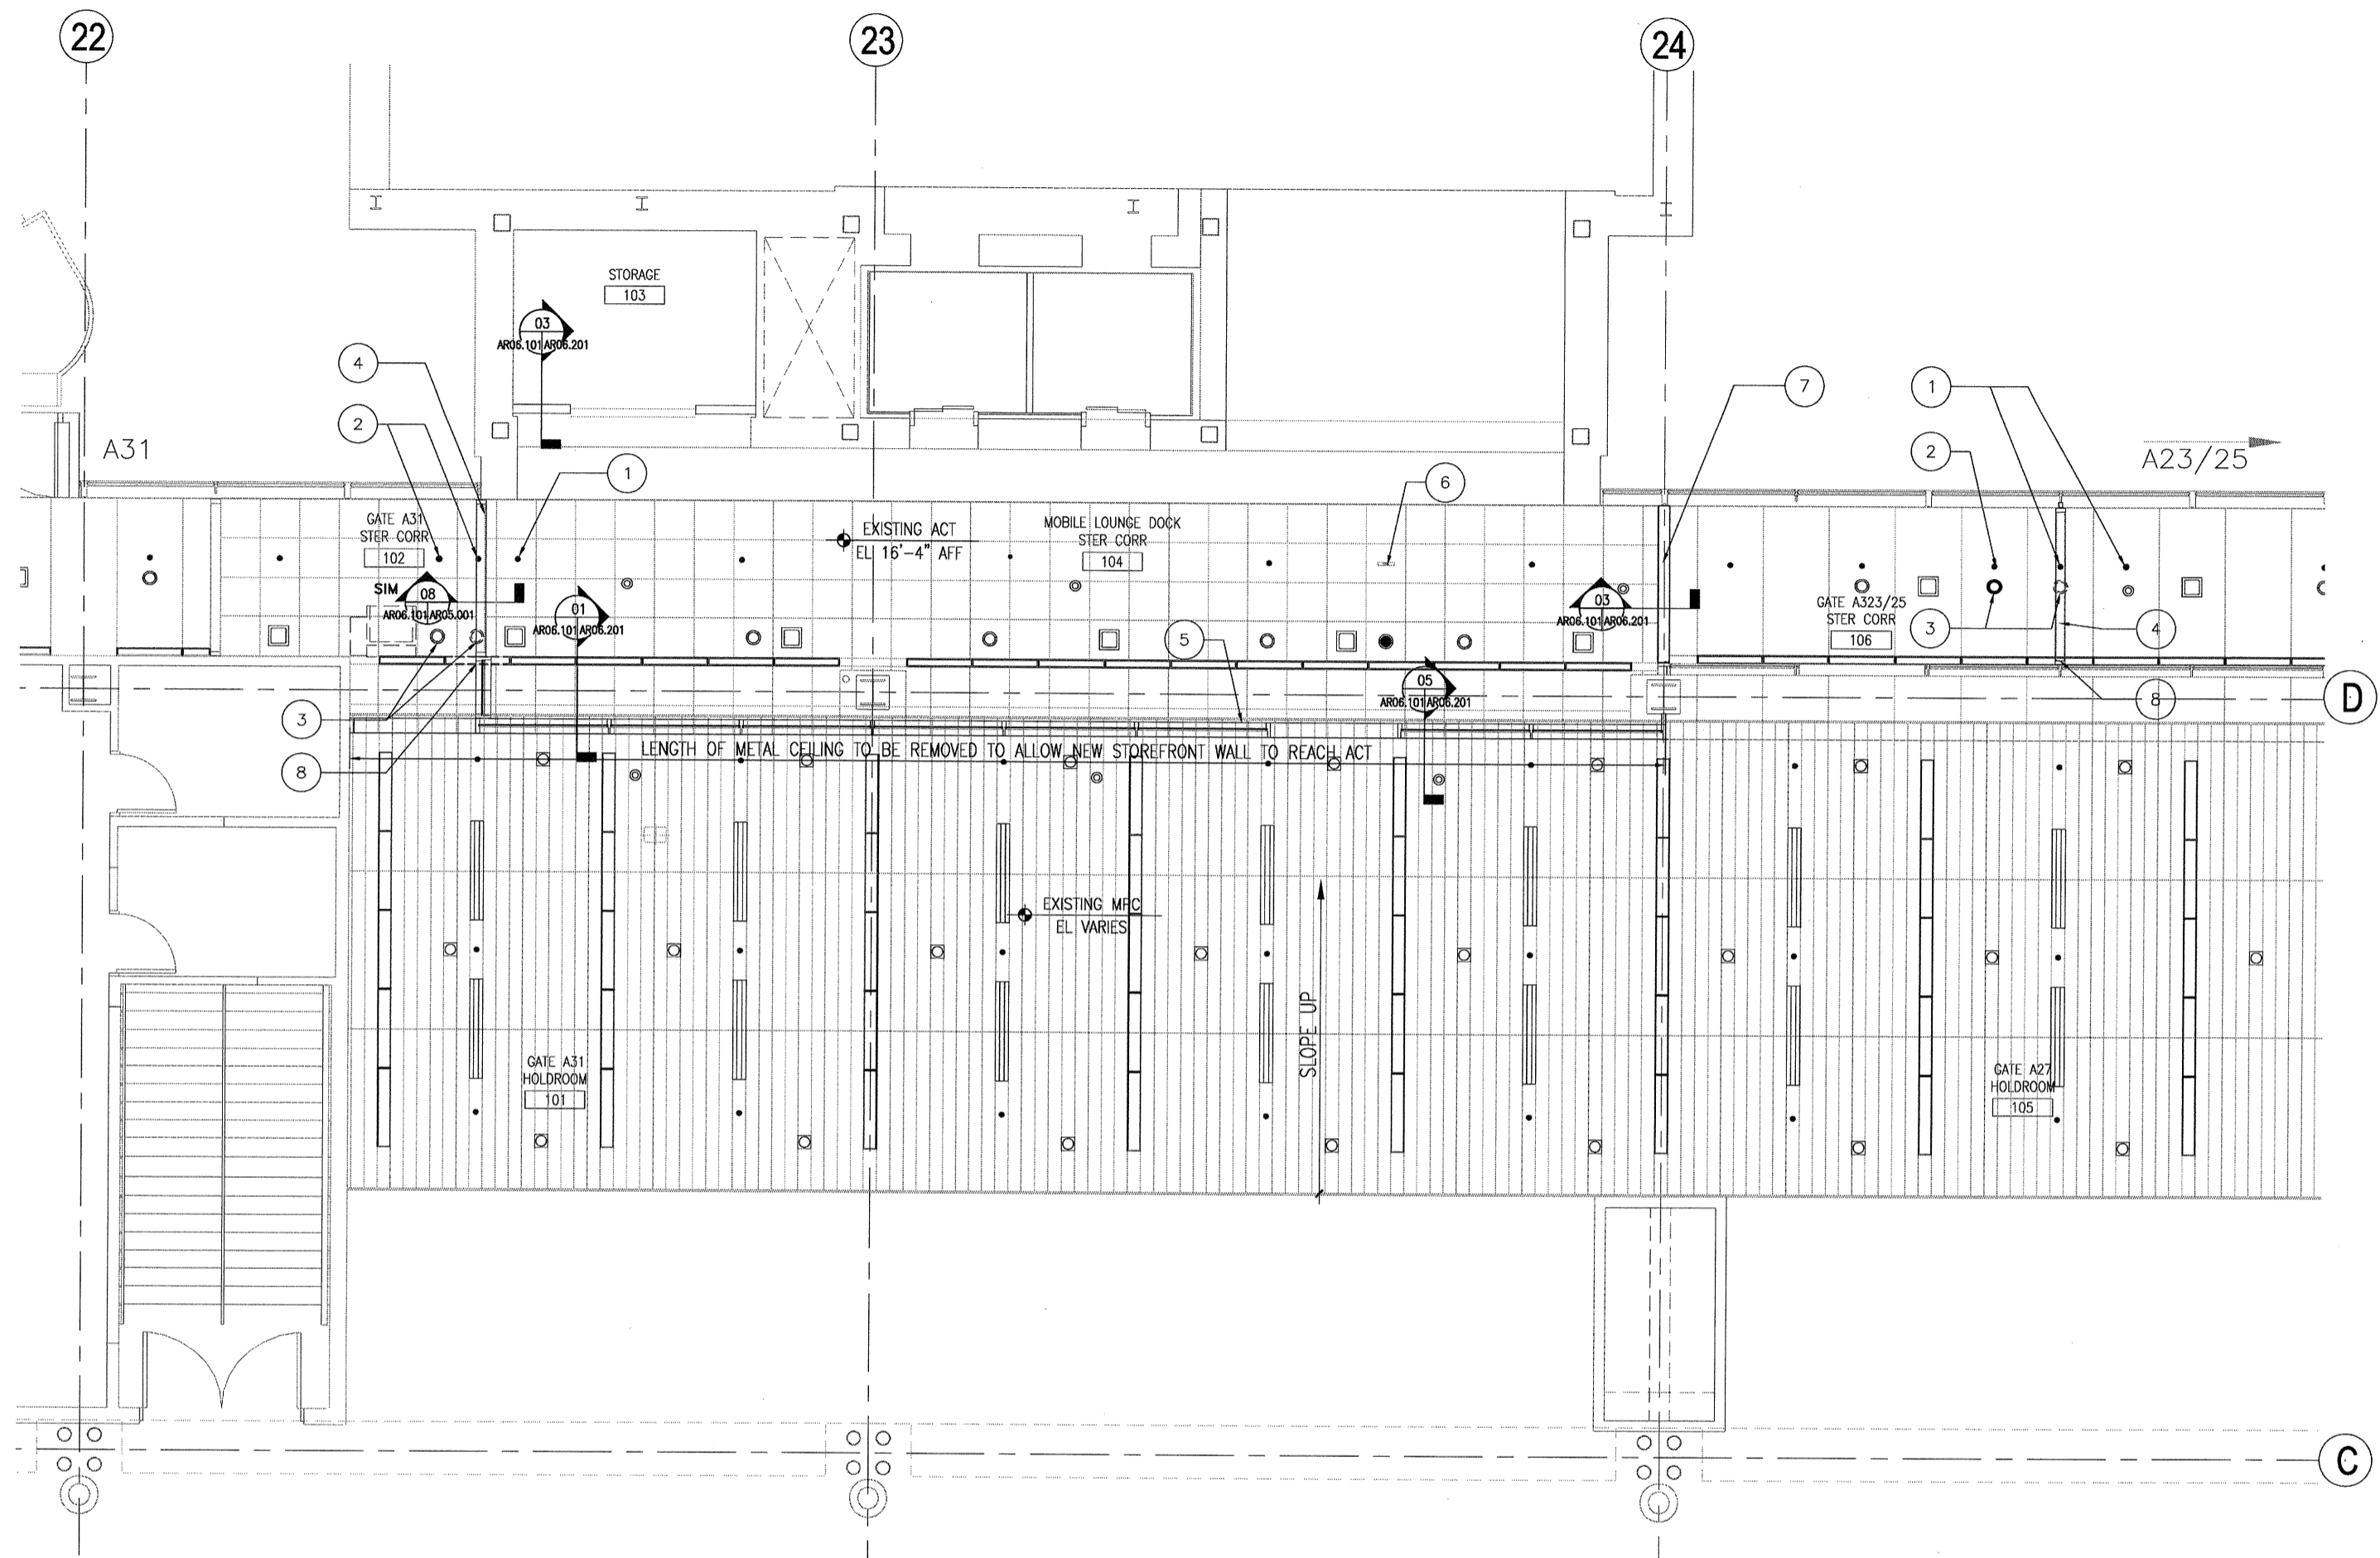 22
23
24
STORAGE
103
03
AR06.101 AR06.201
4
2
1
A31
7
1
2
A23/25
6
GATE A31
STER CORR
102
EXISTING ACT
EL 16'-4" AFF
MOBILE LOUNGE DOCK
STER CORR
104
SIM
08
AR06.101 AR05.001
01
AR06.101 AR06.201
5
03
AR06.101 AR06.201
GATE A323/25
STER CORR
106
3
4
05
AR06.101 AR06.201
8
D
3
8
LENGTH OF METAL CEILING TO BE REMOVED TO ALLOW NEW STOREFRONT WALL TO REACH ACT
EXISTING MPC
EL VARIES
SLOPE UP
GATE A31
HOLDROOM
101
GATE A27
HOLDROOM
105
C